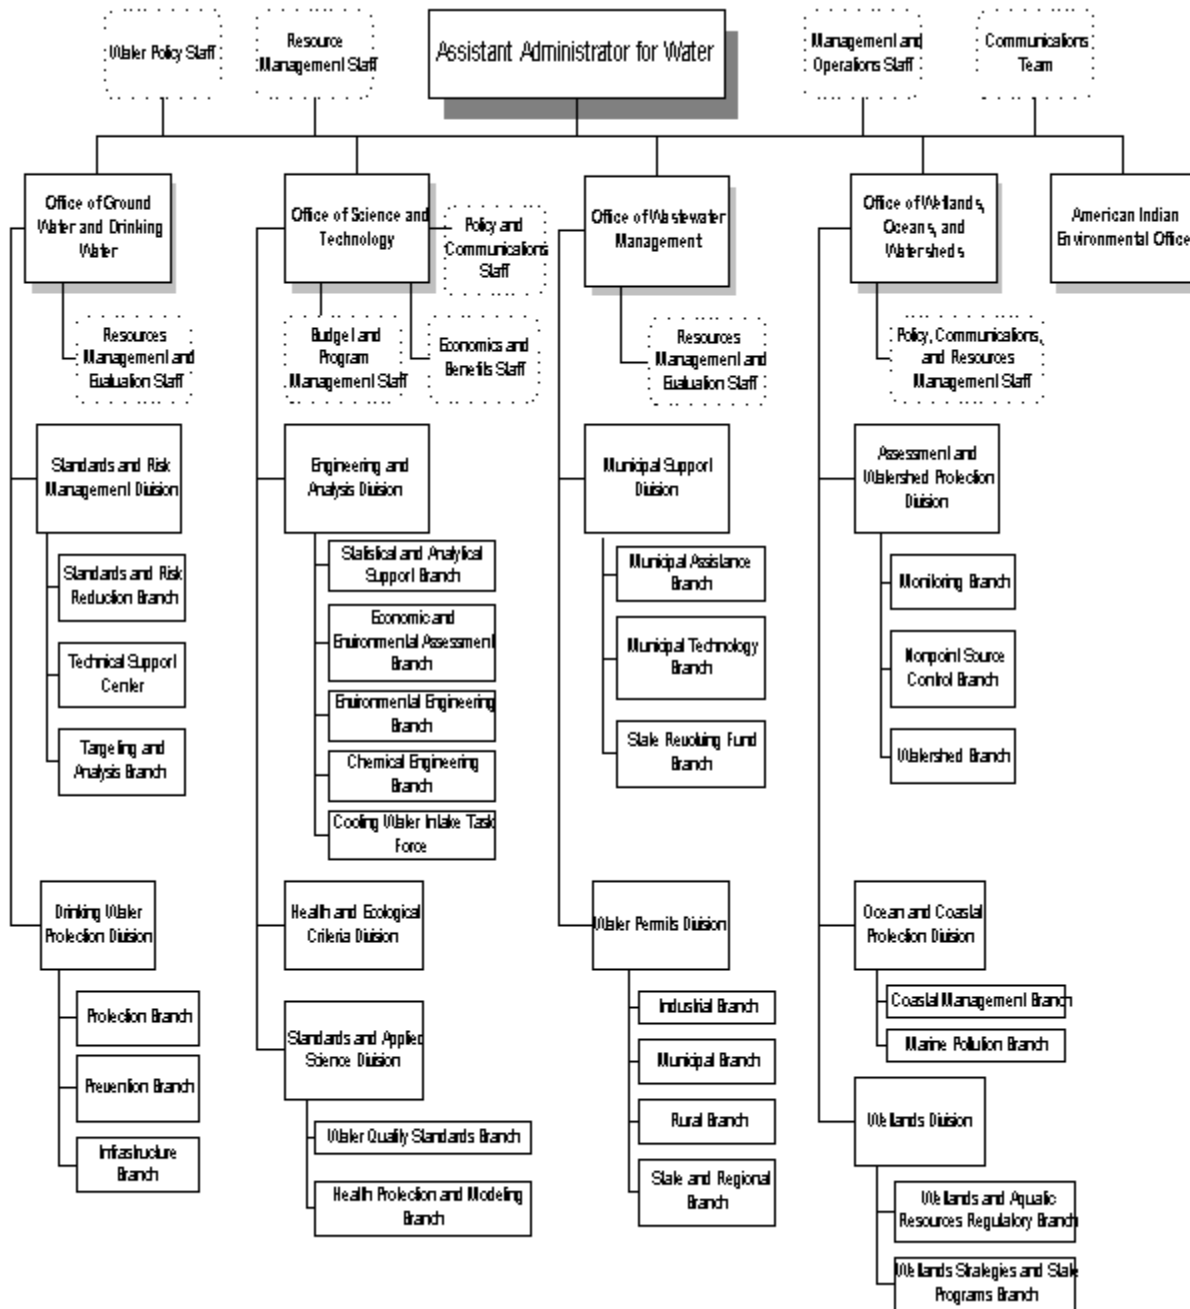 Water Policy Staff
Resource
Management Staff
Assistant Administrator for Water
Management and
Operations Staff
Communications
Team
Office of Ground
Water and Drinking
Water
Office of Science and
Technology
Policy and
Communications
Staff
Office of Wastewater
Management
Office of Wetlands,
Oceans, and
Watersheds
American Indian
Environmental Office
Resources
Management and
Evaluation Staff
Budget and
Program
Management Staff
Economics and
Benefits Staff
Resources
Management and
Evaluation Staff
Policy, Communications,
and Resources
Management Staff
Standards and Risk
Management Division
Engineering and
Analysis Division
Municipal Support
Division
Assessment and
Watershed Protection
Division
Standards and Risk
Reduction Branch
Technical Support
Center
Targeting and
Analysis Branch
Statistical and Analytical
Support Branch
Economic and
Environmental Assessment
Branch
Environmental Engineering
Branch
Chemical Engineering
Branch
Cooling Water Intake Task
Force
Municipal Assistance
Branch
Municipal Technology
Branch
State Revolving Fund
Branch
Monitoring Branch
Nonpoint Source
Control Branch
Watershed Branch
Drinking Water
Protection Division
Health and Ecological
Criteria Division
Water Permits Division
Ocean and Coastal
Protection Division
Protection Branch
Prevention Branch
Infrastructure
Branch
Standards and Applied
Science Division
Water Quality Standards Branch
Health Protection and Modeling
Branch
Industrial Branch
Municipal Branch
Rural Branch
State and Regional
Branch
Coastal Management Branch
Marine Pollution Branch
Wetlands Division
Wetlands and Aquatic
Resources Regulatory Branch
Wetlands Strategies and State
Programs Branch